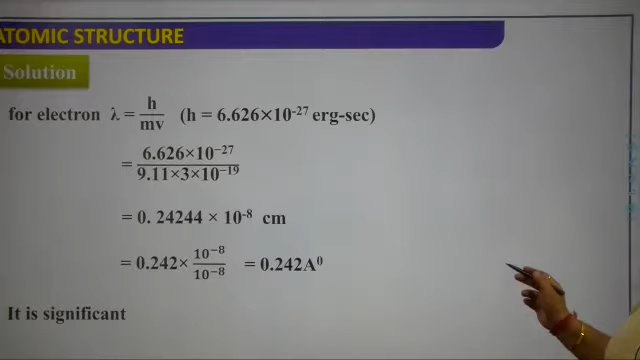 ATOMIC STRUCTURE
Solution
for electron λ = h/mv (h = 6.626×10⁻²⁷ erg-sec)
= 6.626×10⁻²⁷ / 9.11×3×10⁻¹⁹
= 0. 24244 × 10⁻⁸ cm
= 0.242× 10⁻⁸/10⁻⁸ = 0.242A⁰
It is significant